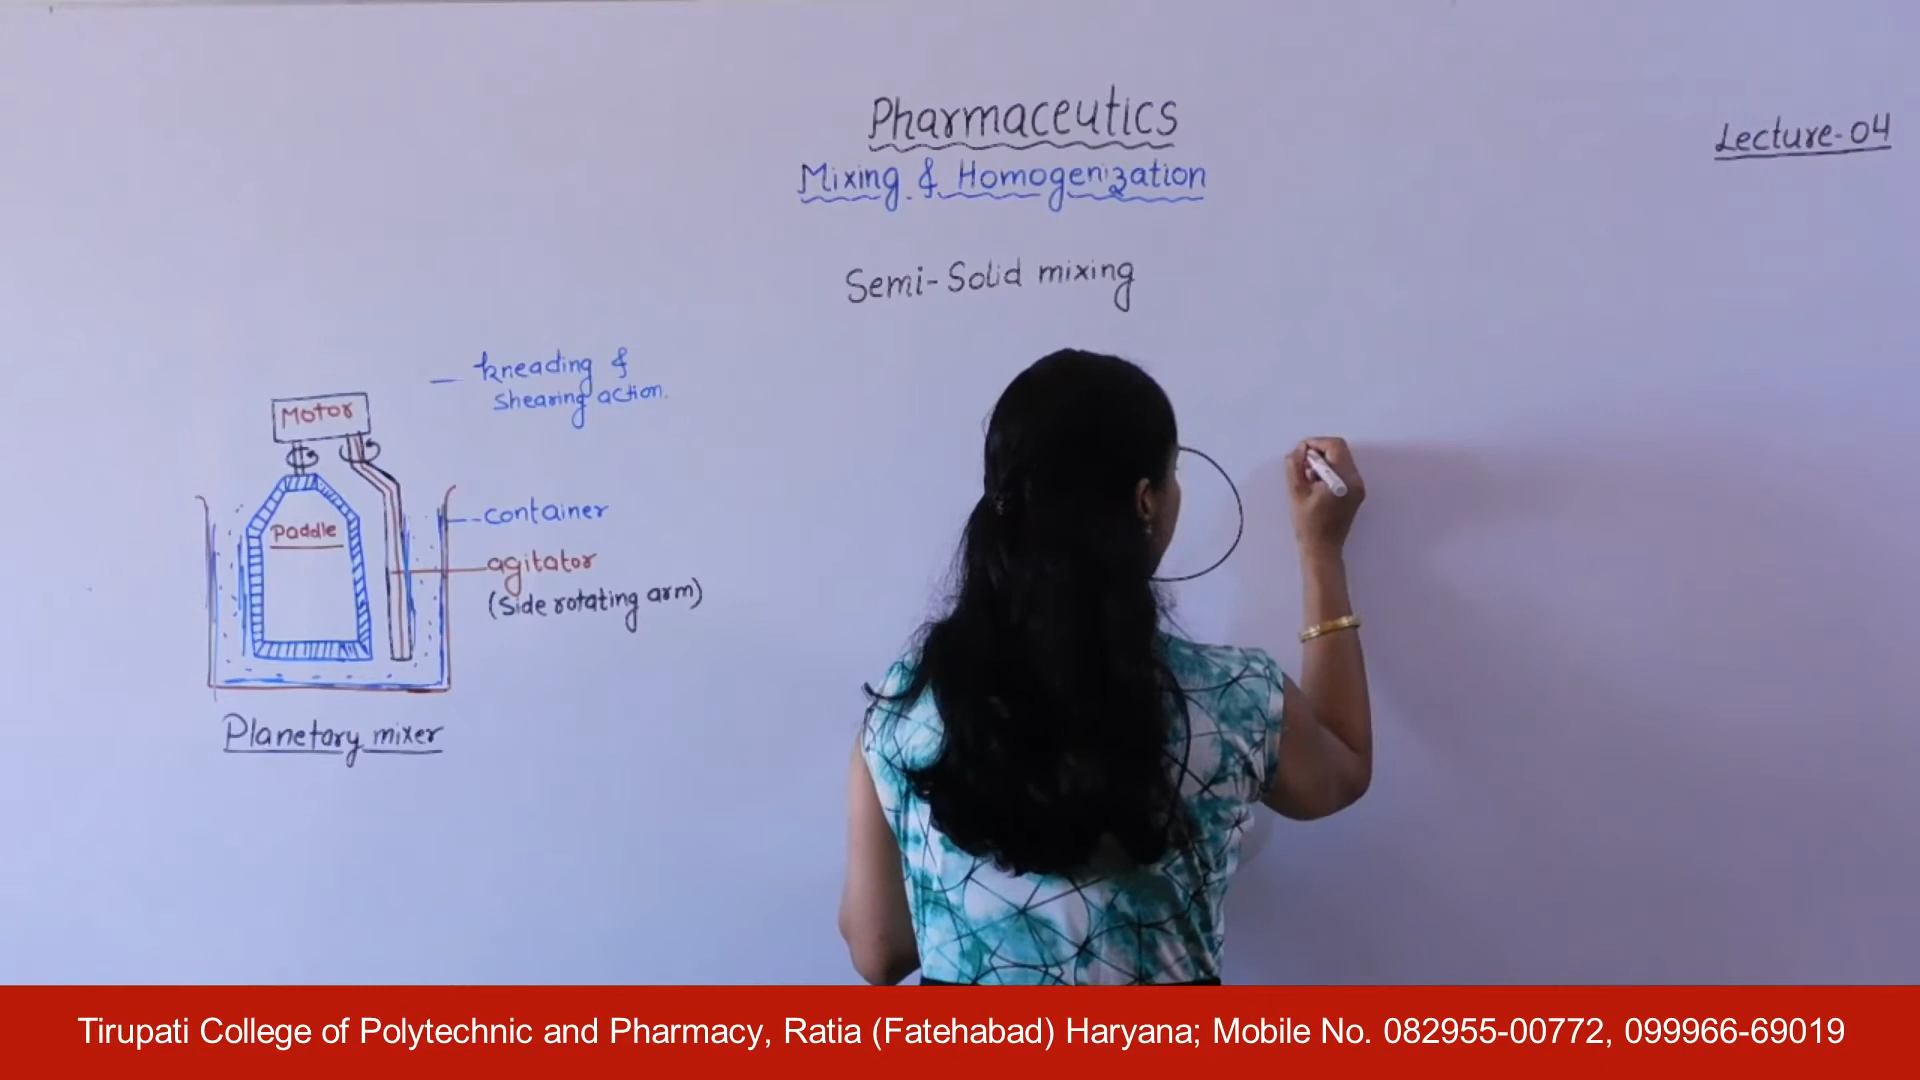 Pharmaceutics
Lecture-04
Mixing & Homogenization
Semi-Solid mixing
kneading &
shearing action.
Motor
Paddle
container
agitator
(side rotating arm)
Planetary mixer
Tirupati College of Polytechnic and Pharmacy, Ratia (Fatehabad) Haryana; Mobile No. 082955-00772, 099966-69019